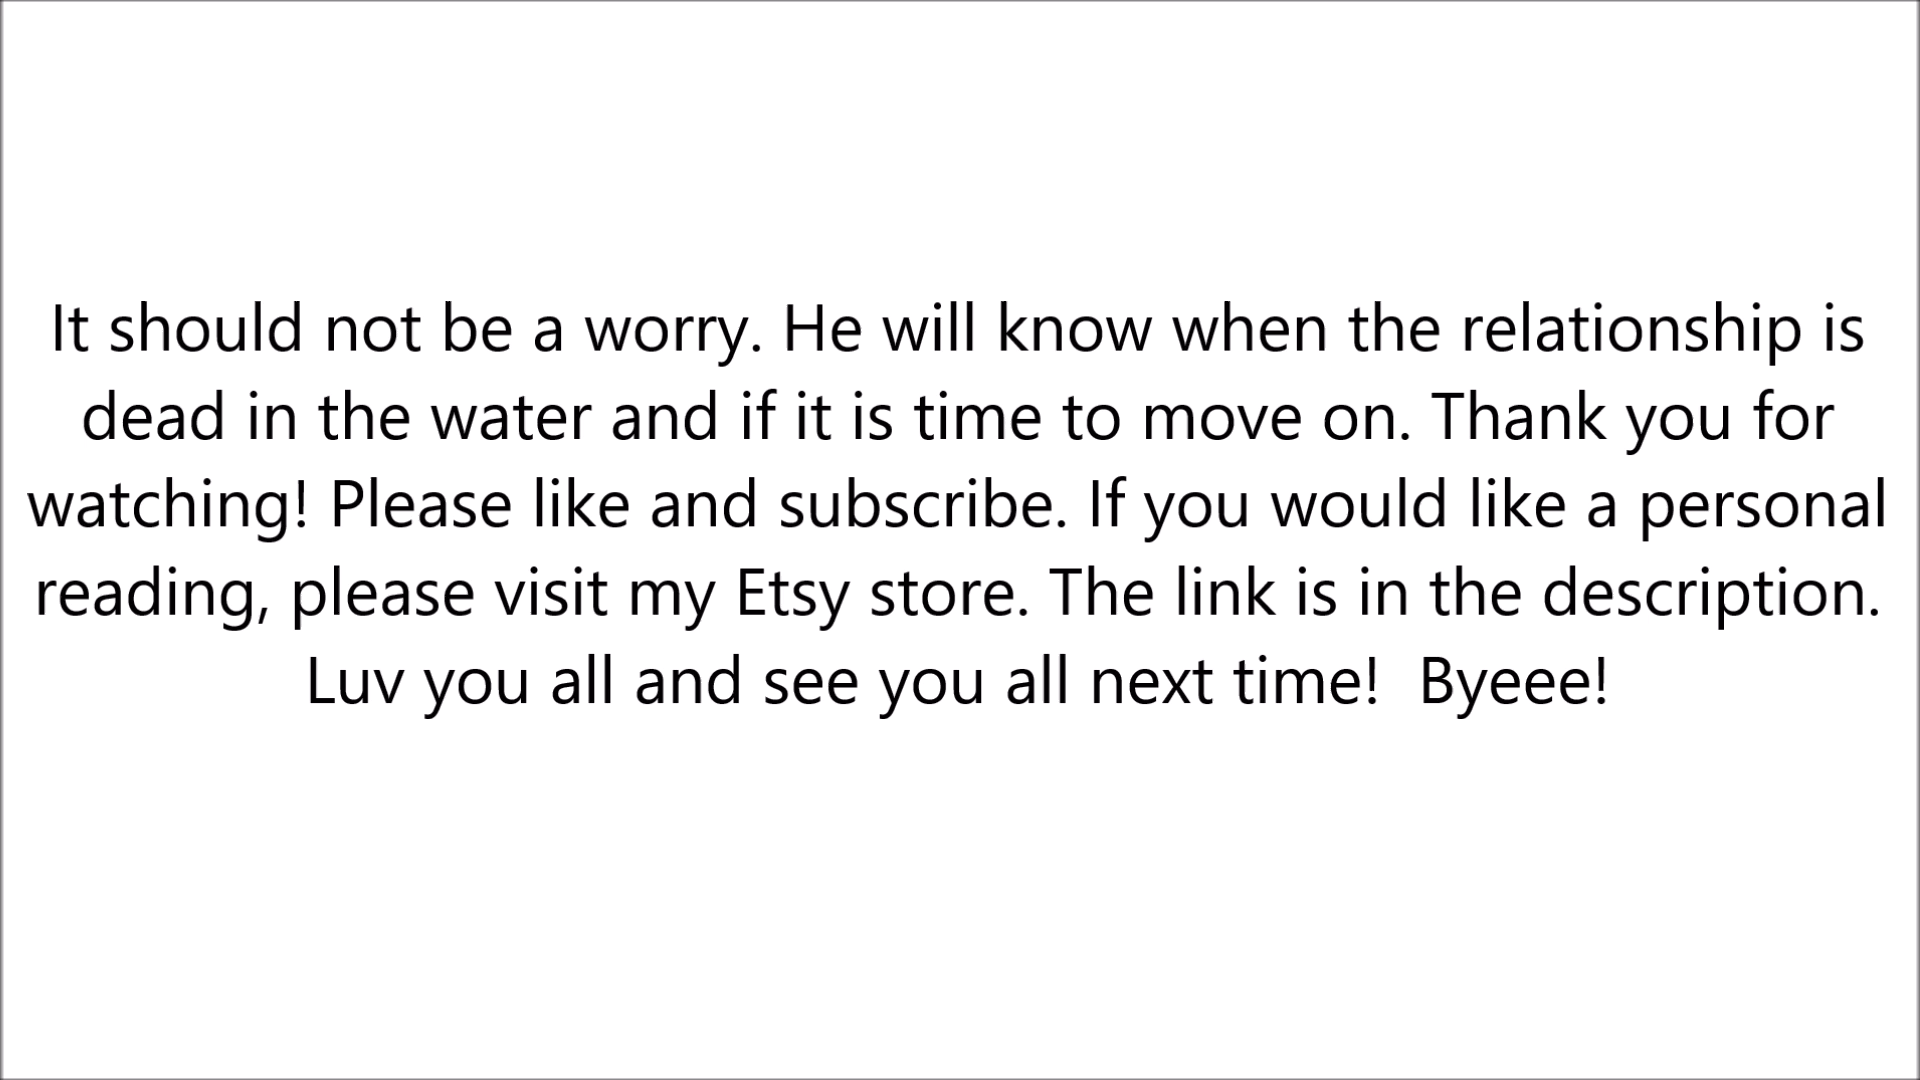 It should not be a worry. He will know when the relationship is
dead in the water and if it is time to move on. Thank you for
watching! Please like and subscribe. If you would like a personal
reading, please visit my Etsy store. The link is in the description.
Luv you all and see you all next time!  Byeee!